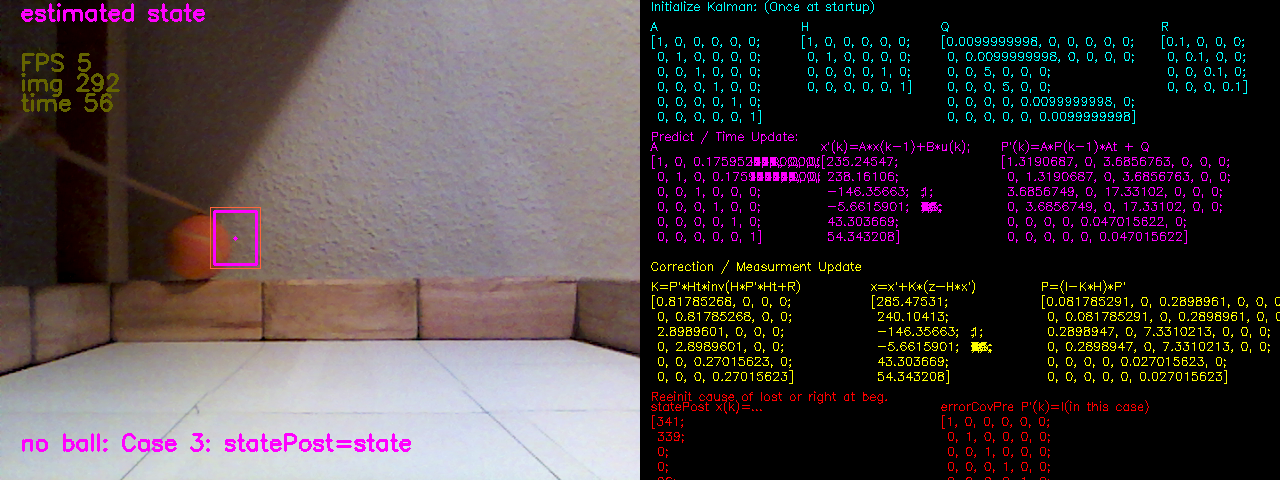 estimated state
FPS 5
img 292
time 56
no ball: Case 3: statePost=state
Initialize Kalman: (Once at startup)
A H Q R
[1, 0, 0, 0, 0, 0; [1, 0, 0, 0, 0, 0; [0.0099999998, 0, 0, 0, 0, 0; [0.1, 0, 0, 0;
0, 1, 0, 0, 0, 0; 0, 1, 0, 0, 0, 0; 0, 0.0099999998, 0, 0, 0, 0; 0, 0.1, 0, 0;
0, 0, 1, 0, 0, 0; 0, 0, 0, 0, 1, 0; 0, 0, 5, 0, 0, 0; 0, 0, 0.1, 0;
0, 0, 0, 1, 0, 0; 0, 0, 0, 0, 0, 1] 0, 0, 0, 5, 0, 0; 0, 0, 0, 0.1]
0, 0, 0, 0, 1, 0; 0, 0, 0, 0, 0.0099999998, 0;
0, 0, 0, 0, 0, 1] 0, 0, 0, 0, 0, 0.0099999998]
Predict / Time Update:
A x'(k)=A*x(k-1)+B*u(k); P'(k)=A*P(k-1)*At + Q
[1, 0, [235.24547; [1.3190687, 0, 3.6856763, 0, 0, 0;
0, 1, 0, 238.16106; 0, 1.3190687, 0, 3.6856763, 0, 0;
0, 0, 1, 0, 0, 0; -146.35663; 3.6856749, 0, 17.33102, 0, 0, 0;
0, 0, 0, 1, 0, 0; -5.6615901; 0, 3.6856749, 0, 17.33102, 0, 0;
0, 0, 0, 0, 1, 0; 43.303669; 0, 0, 0, 0, 0.047015622, 0;
0, 0, 0, 0, 0, 1] 54.343208] 0, 0, 0, 0, 0, 0.047015622]
Correction / Measurment Update
K=P'*Ht*inv(H*P'*Ht+R) x=x'+K*(z-H*x') P=(I-K*H)*P'
[0.81785268, 0, 0, 0; [285.47531; [0.081785291, 0, 0.2898961, 0, 0, 0
0, 0.81785268, 0, 0; 240.10413; 0, 0.081785291, 0, 0.2898961, 0, 0
2.8989601, 0, 0, 0; -146.35663; 0.2898947, 0, 7.3310213, 0, 0, 0;
0, 2.8989601, 0, 0; -5.6615901; 0, 0.2898947, 0, 7.3310213, 0, 0;
0, 0, 0.27015623, 0; 43.303669; 0, 0, 0, 0, 0.027015623, 0;
0, 0, 0, 0.27015623] 54.343208] 0, 0, 0, 0, 0, 0.027015623]
Reeinit cause of lost or right at beg.
statePost x(k)=... errorCovPre P'(k)=I(in this case)
[341; [1, 0, 0, 0, 0, 0;
339; 0, 1, 0, 0, 0, 0;
0; 0, 0, 1, 0, 0, 0;
0; 0, 0, 0, 1, 0, 0;